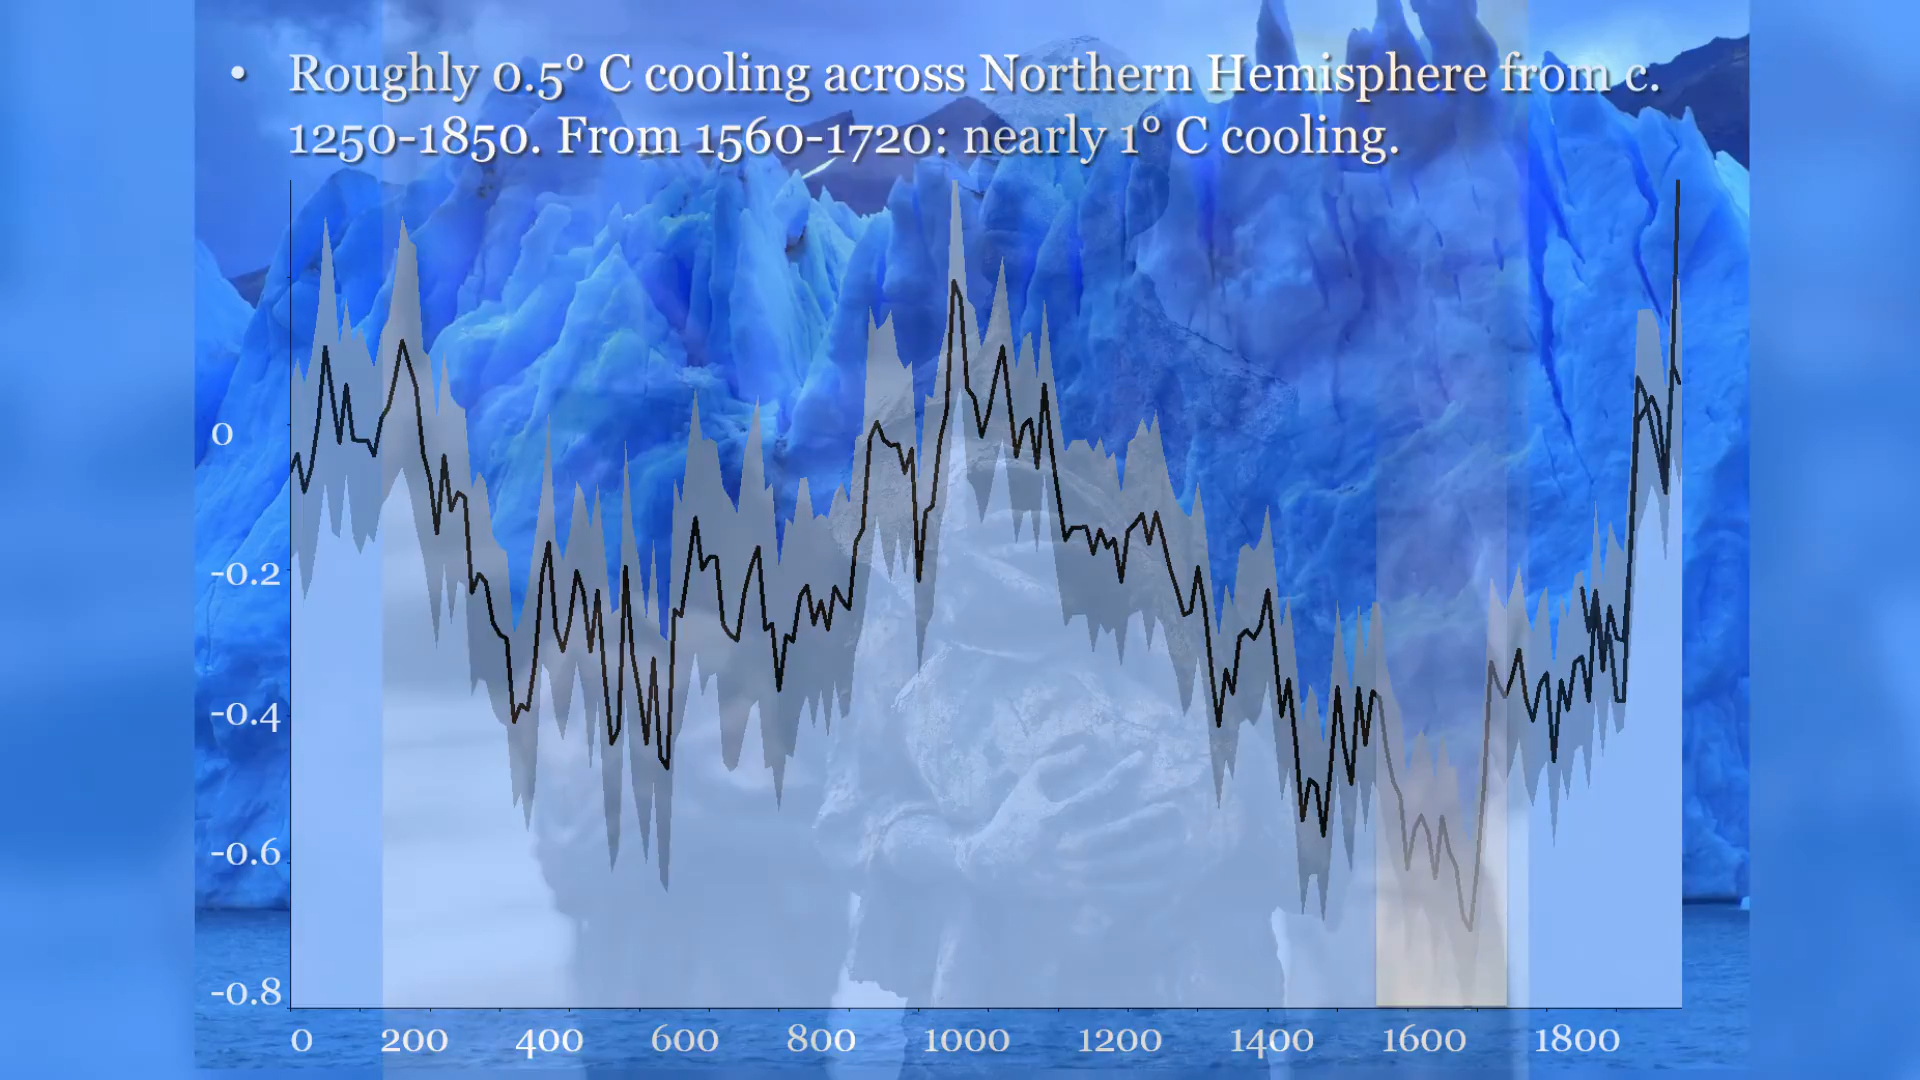 • Roughly 0.5° C cooling across Northern Hemisphere from c.
1250-1850. From 1560-1720: nearly 1° C cooling.
0
-0.2
-0.4
-0.6
-0.8
0 200 400 600 800 1000 1200 1400 1600 1800